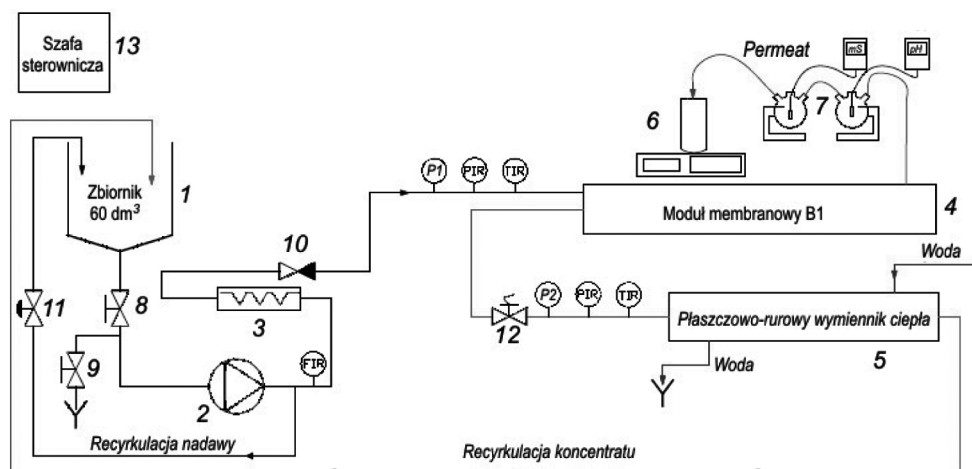 Szafa
sterownicza
13
Permeat
mS
pH
7
6
Zbiornik
60 dm³
1
P1
PIR
TIR
Moduł membranowy B1
4
10
Woda
11
8
3
12
P2
PIR
TIR
Płaszczowo-rurowy wymiennik ciepła
5
9
FIR
2
Woda
Recyrkulacja nadawy
Recyrkulacja koncentratu